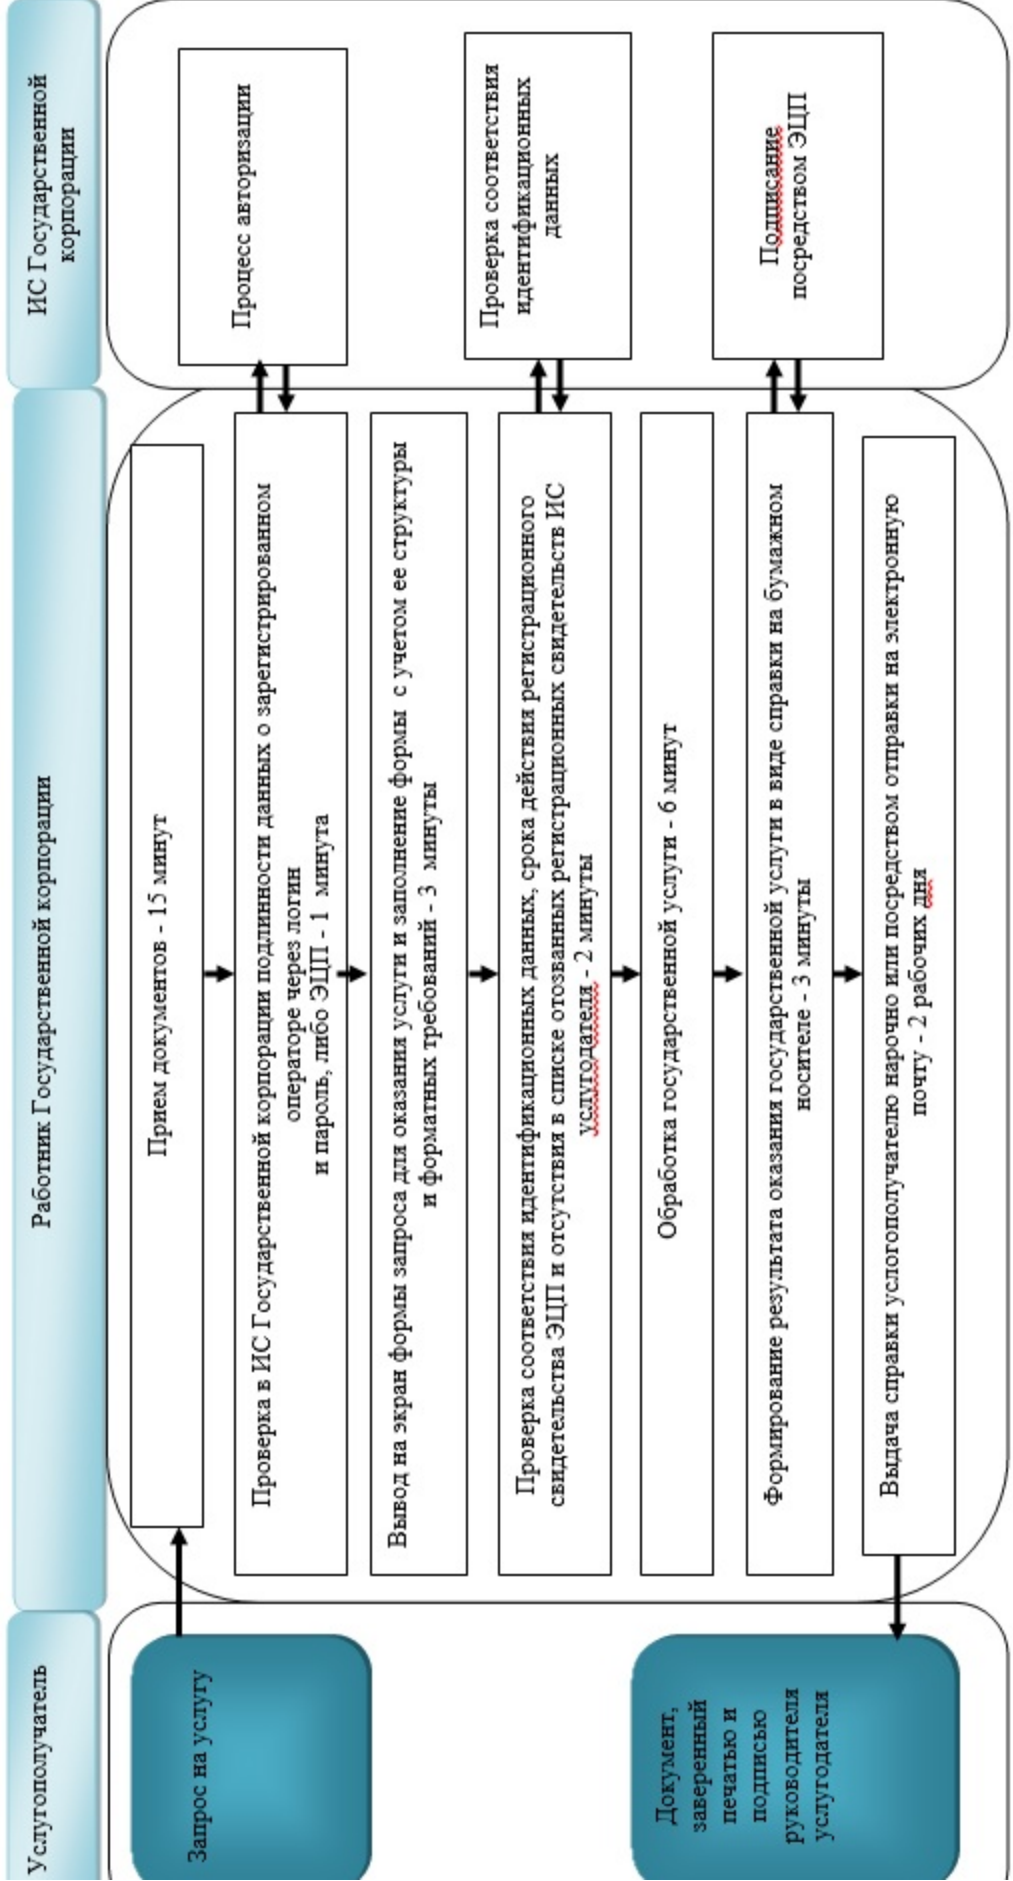 Услугополучатель
Работник Государственной корпорации
ИС Государственной
корпорации
Запрос на услугу
Прием документов - 15 минут
Проверка в ИС Государственной корпорации подлинности данных о зарегистрированном
операторе через логин
и пароль, либо ЭЦП - 1 минута
Процесс авторизации
Вывод на экран формы запроса для оказания услуги и заполнение формы с учетом ее структуры
и форматных требований - 3 минуты
Проверка соответствия идентификационных данных, срока действия регистрационного
свидетельства ЭЦП и отсутствия в списке отозванных регистрационных свидетельств ИС
услугодателя - 2 минуты
Проверка соответствия
идентификационных
данных
Обработка государственной услуги - 6 минут
Формирование результата оказания государственной услуги в виде справки на бумажном
носителе - 3 минуты
Подписание
посредством ЭЦП
Выдача справки услогополучателю нарочно или посредством отправки на электронную
почту - 2 рабочих дня
Документ,
заверенный
печатью и
подписью
руководителя
услугодателя